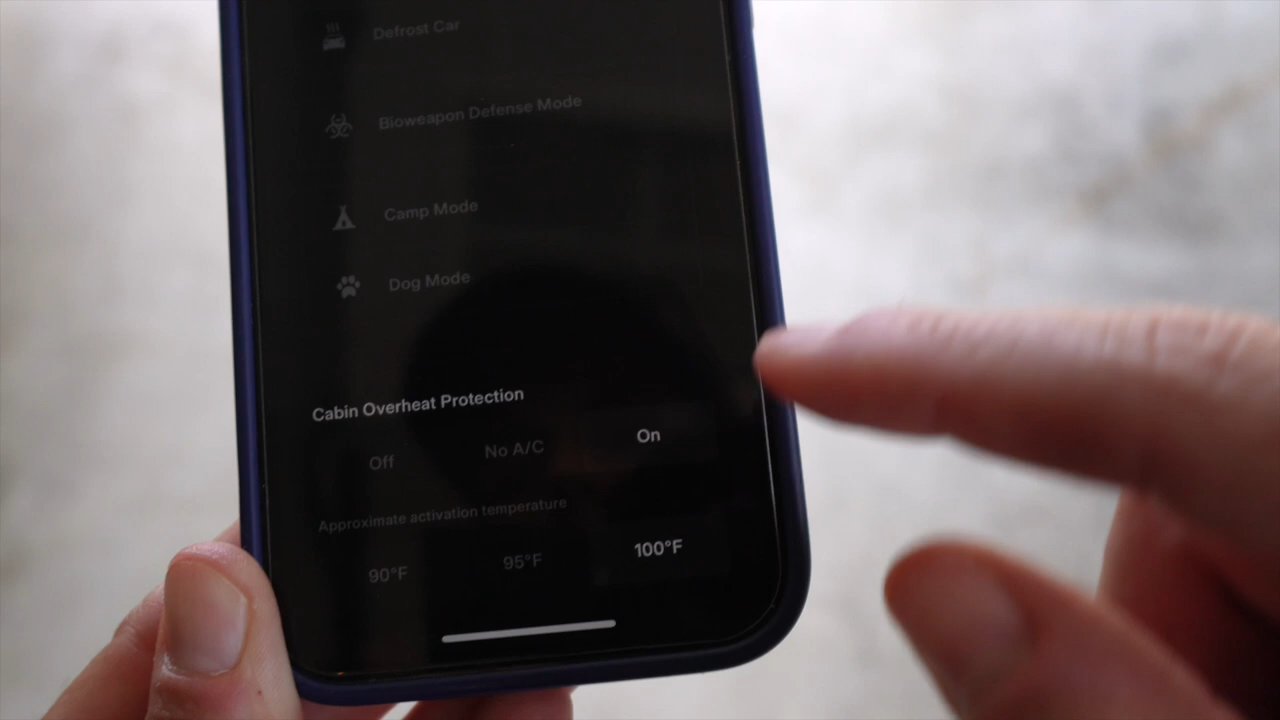 Defrost Car
Bioweapon Defense Mode
Camp Mode
Dog Mode
Cabin Overheat Protection
Off No A/C On
Approximate activation temperature
90°F 95°F 100°F